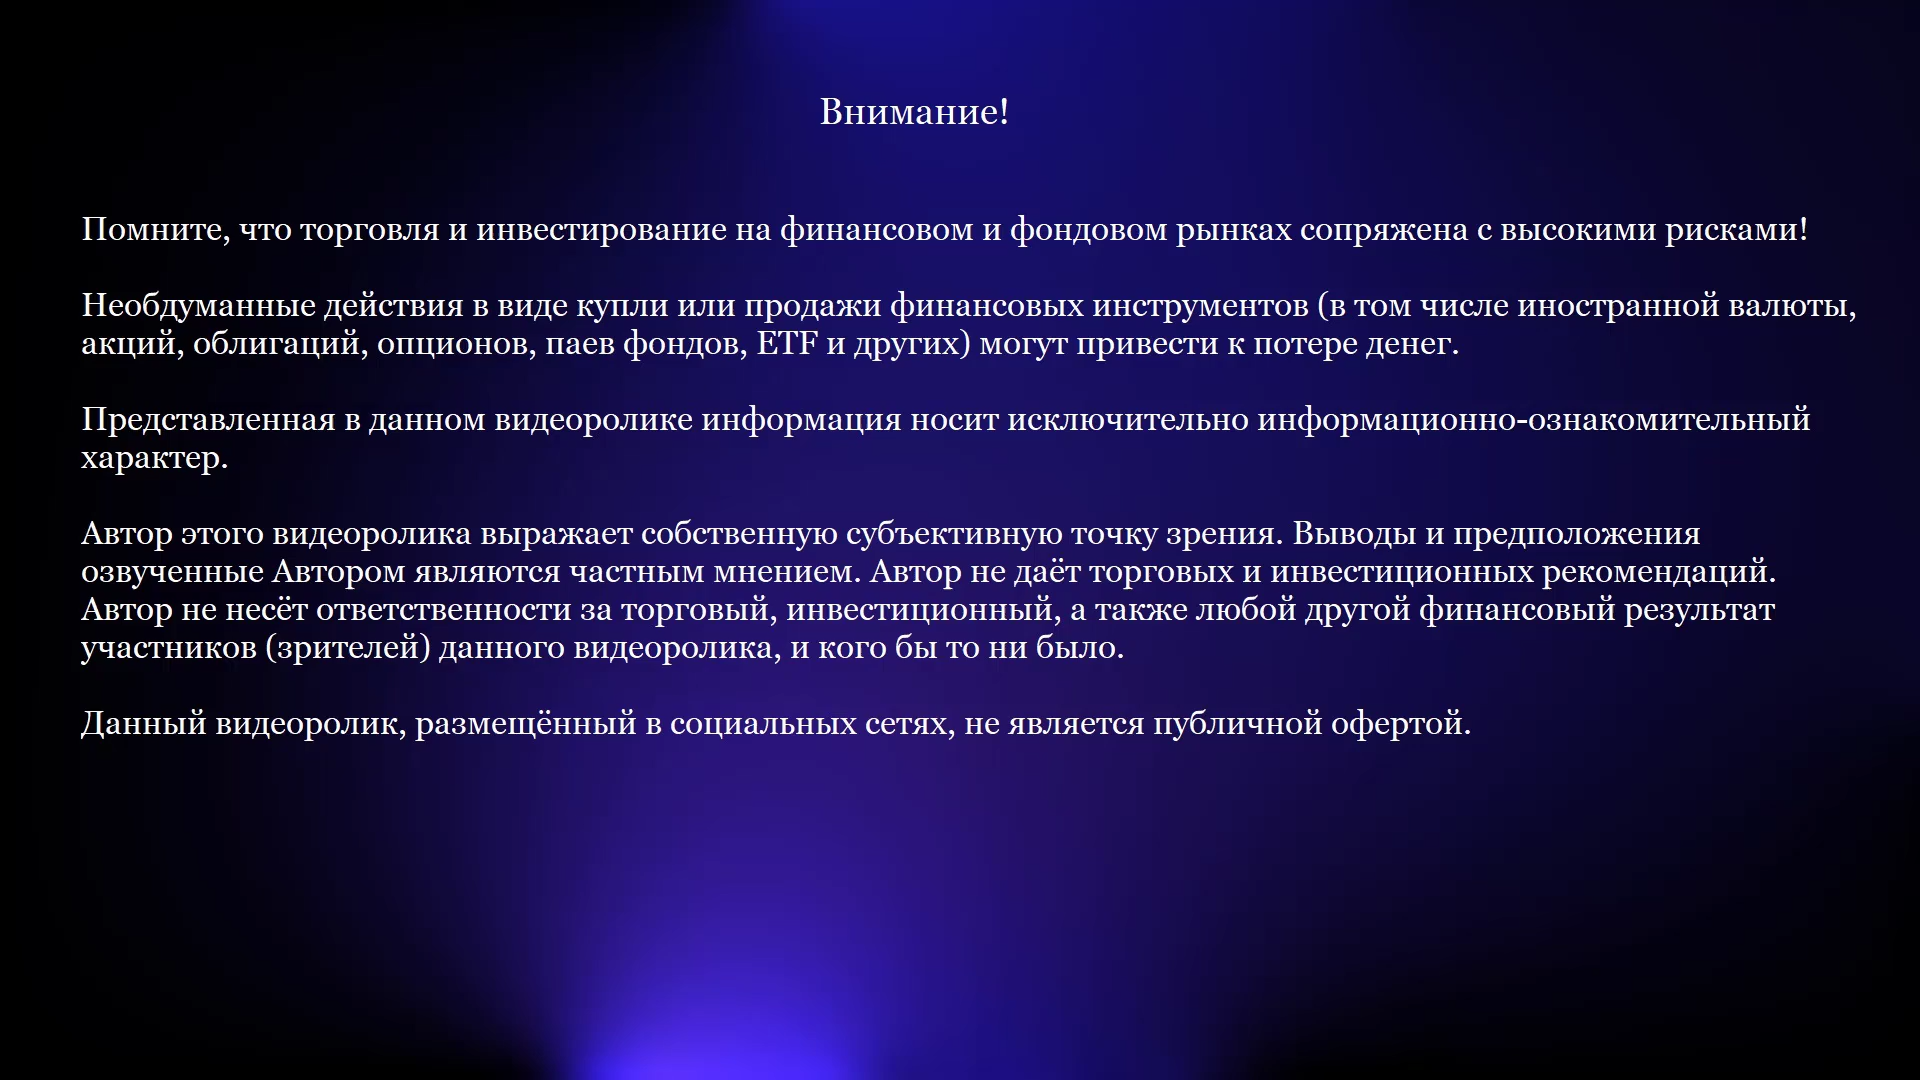 Внимание!
Помните, что торговля и инвестирование на финансовом и фондовом рынках сопряжена с высокими рисками!
Необдуманные действия в виде купли или продажи финансовых инструментов (в том числе иностранной валюты,
акций, облигаций, опционов, паев фондов, ETF и других) могут привести к потере денег.
Представленная в данном видеоролике информация носит исключительно информационно-ознакомительный
характер.
Автор этого видеоролика выражает собственную субъективную точку зрения. Выводы и предположения
озвученные Автором являются частным мнением. Автор не даёт торговых и инвестиционных рекомендаций.
Автор не несёт ответственности за торговый, инвестиционный, а также любой другой финансовый результат
участников (зрителей) данного видеоролика, и кого бы то ни было.
Данный видеоролик, размещённый в социальных сетях, не является публичной офертой.